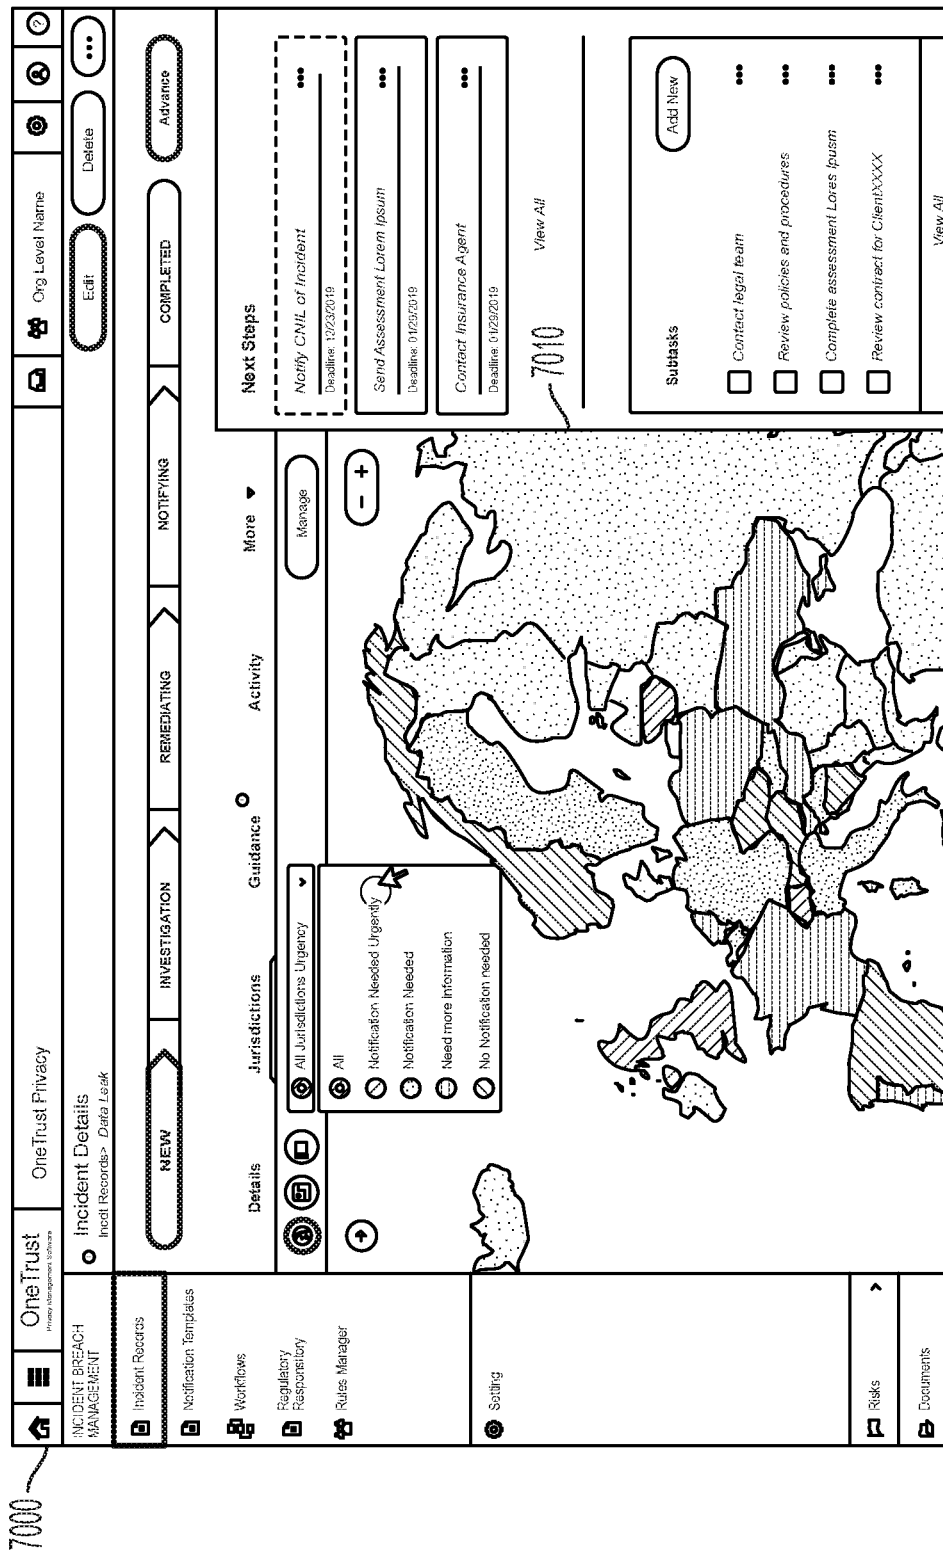 7000
OneTrust
Privacy Management Software
OneTrust Privacy
Org Level Name
?
INCIDENT BREACH
MANAGEMENT
Incident Records
Notification Templates
Workflows
Regulatory
Responsitory
Rules Manager
Setting
Risks
Documents
Incident Details
Incdt Records> Data Leak
Edit
Delete
NEW
INVESTIGATION
REMEDIATING
NOTIFYING
COMPLETED
Advance
Details
Jurisdictions
Guidance
Activity
More
Manage
All Jurisdictions Urgency
All
Notification Needed Urgently
Notification Needed
Need more information
No Notification needed
- +
Next Steps
Notify CNIL of Incident
Deadline: 12/23/2019
Send Assessment Lorem Ipsum
Deadline: 01/29/2019
Contact Insurance Agent
Deadline: 01/29/2019
View All
7010
Subtasks
Add New
Contact legal team
Review policies and procedures
Complete assessment Lores Ipusm
Review contract for ClientXXXX
View All